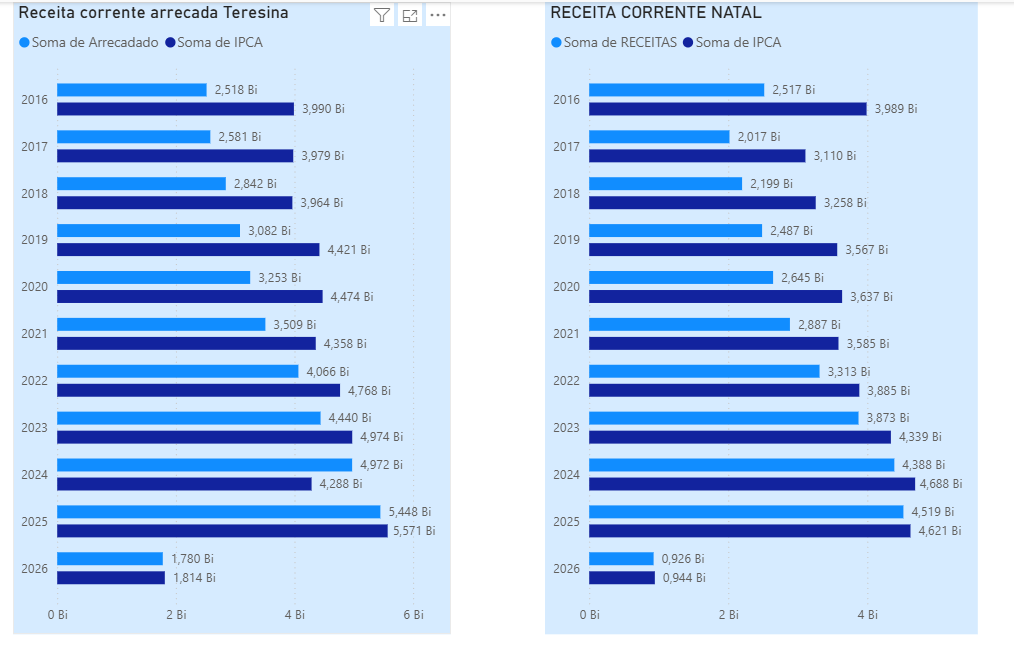 Receita corrente arrecada Teresina
Soma de Arrecadado Soma de IPCA
2016 2,518 Bi
3,990 Bi
2017 2,581 Bi
3,979 Bi
2018 2,842 Bi
3,964 Bi
2019 3,082 Bi
4,421 Bi
2020 3,253 Bi
4,474 Bi
2021 3,509 Bi
4,358 Bi
2022 4,066 Bi
4,768 Bi
2023 4,440 Bi
4,974 Bi
2024 4,972 Bi
4,288 Bi
2025 5,448 Bi
5,571 Bi
2026 1,780 Bi
1,814 Bi
0 Bi 2 Bi 4 Bi 6 Bi
RECEITA CORRENTE NATAL
Soma de RECEITAS Soma de IPCA
2016 2,517 Bi
3,989 Bi
2017 2,017 Bi
3,110 Bi
2018 2,199 Bi
3,258 Bi
2019 2,487 Bi
3,567 Bi
2020 2,645 Bi
3,637 Bi
2021 2,887 Bi
3,585 Bi
2022 3,313 Bi
3,885 Bi
2023 3,873 Bi
4,339 Bi
2024 4,388 Bi
4,688 Bi
2025 4,519 Bi
4,621 Bi
2026 0,926 Bi
0,944 Bi
0 Bi 2 Bi 4 Bi